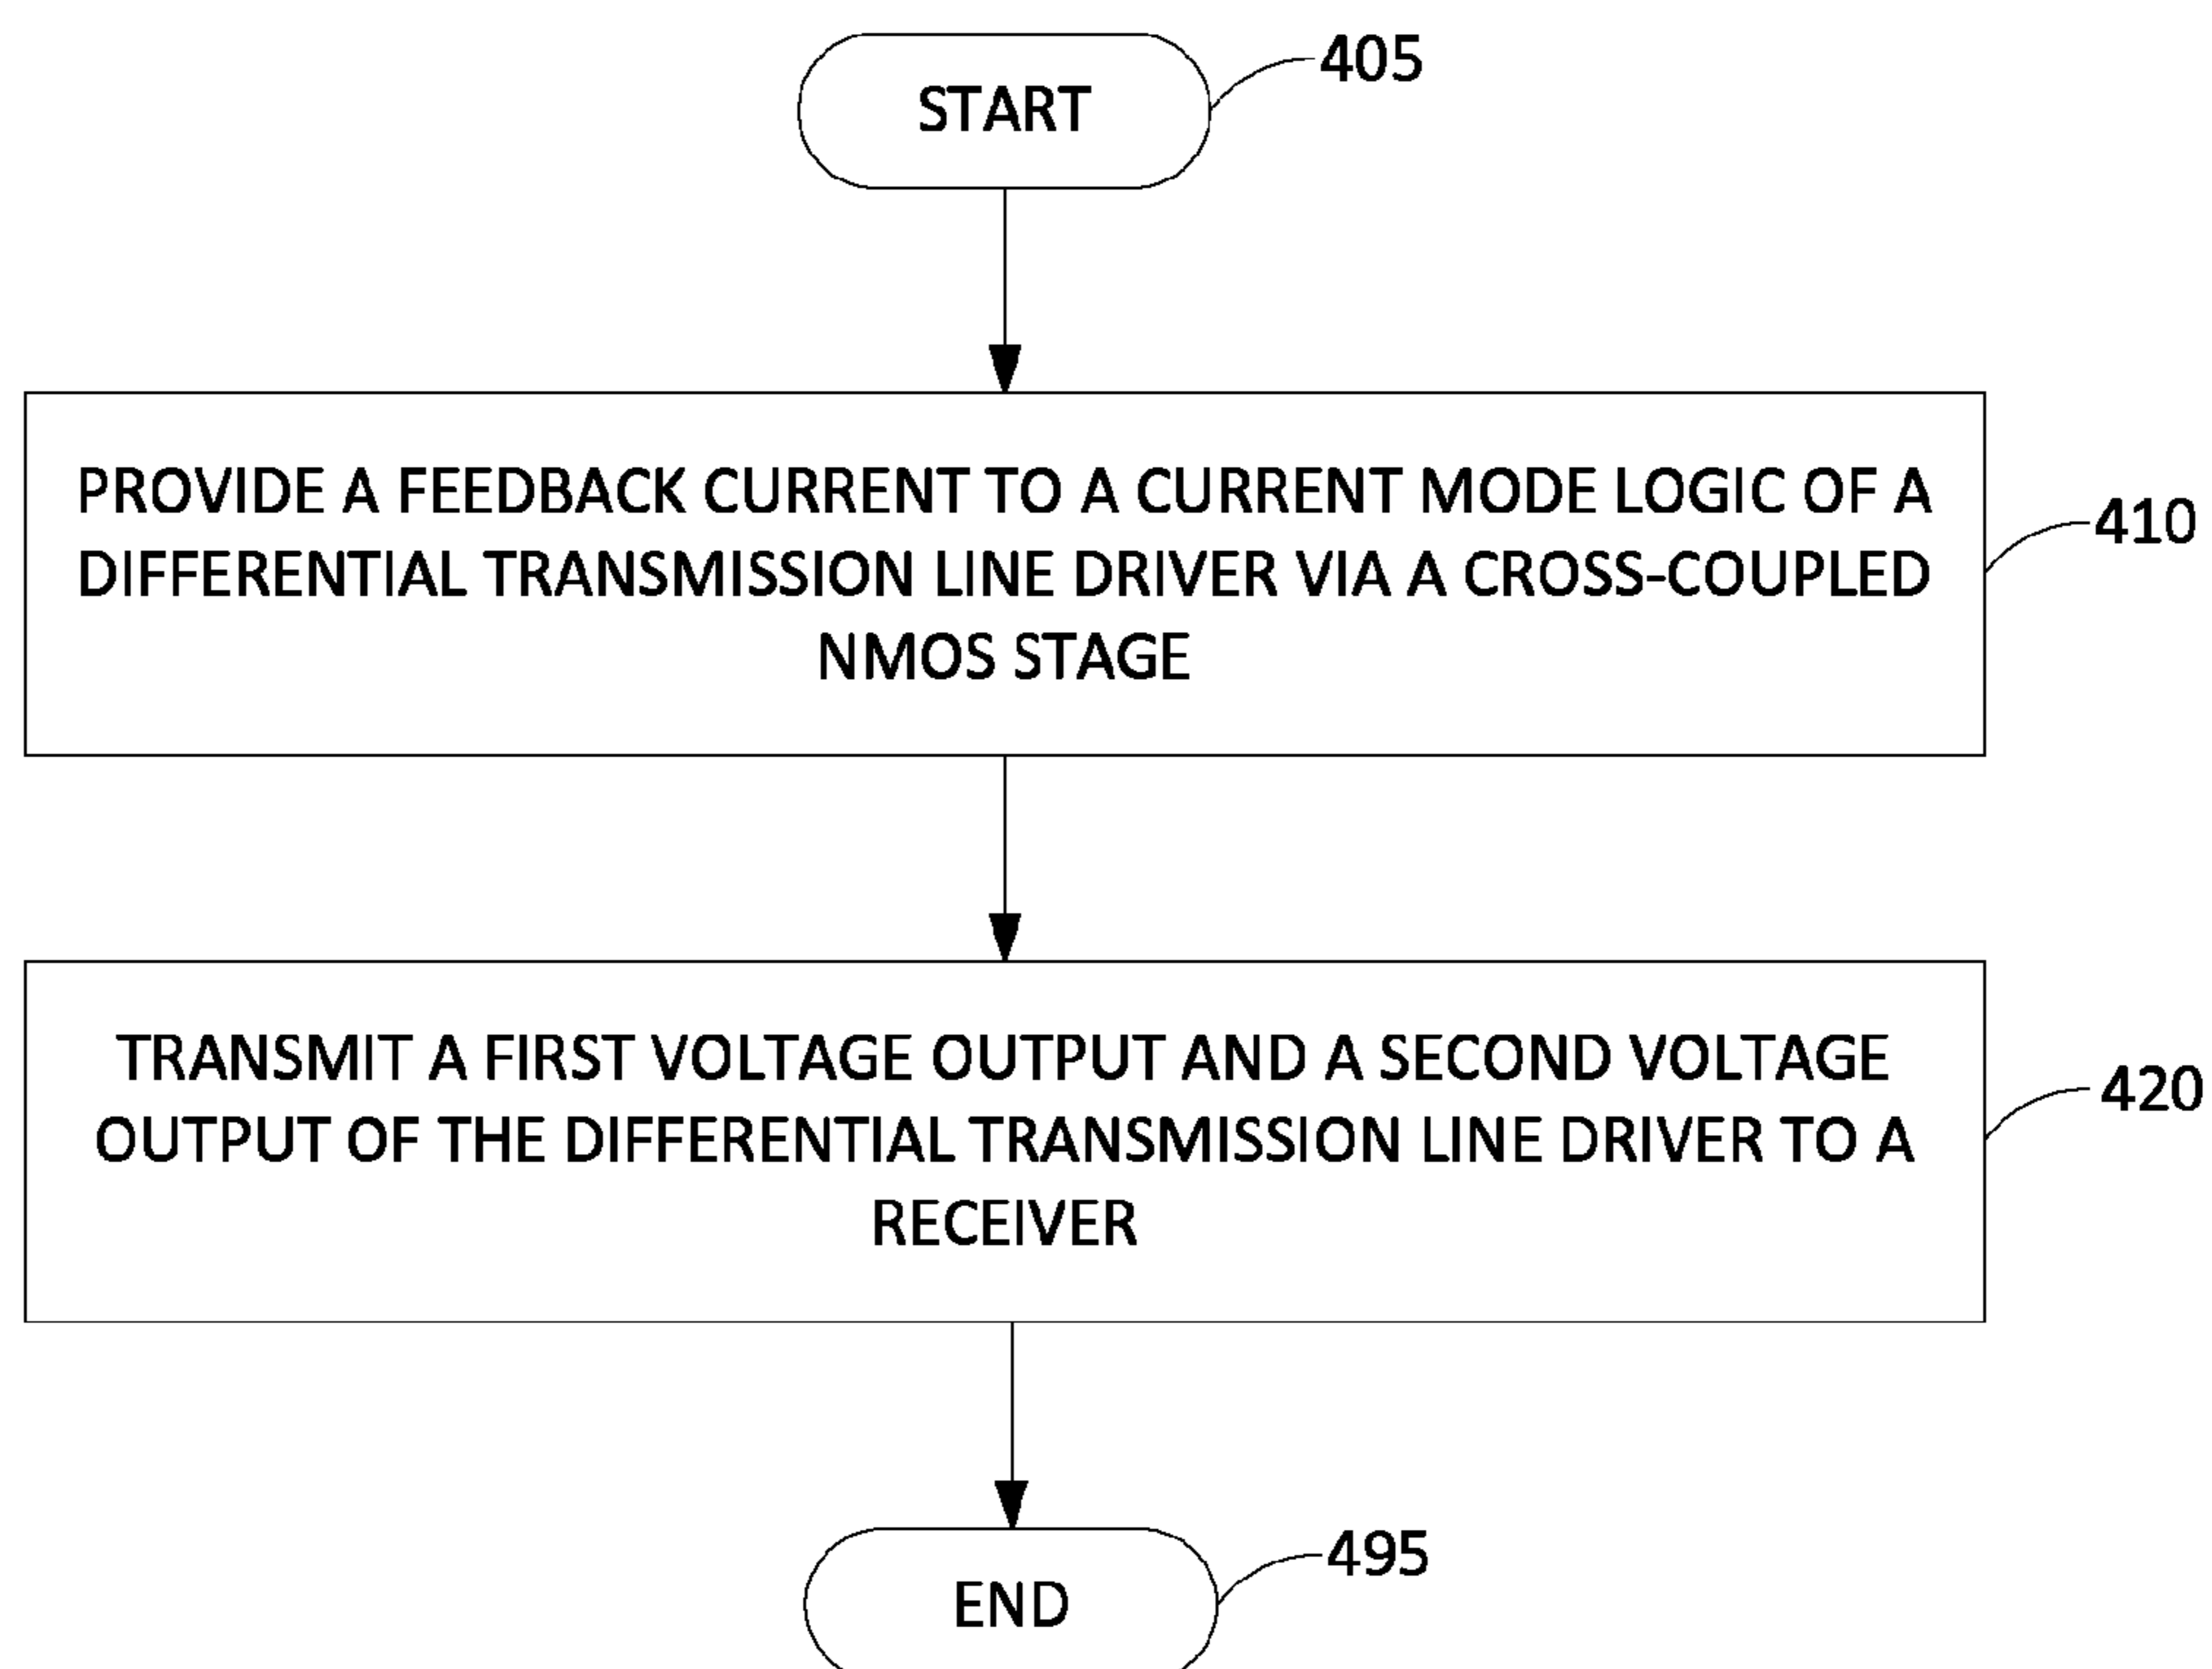 START
405
PROVIDE A FEEDBACK CURRENT TO A CURRENT MODE LOGIC OF A
DIFFERENTIAL TRANSMISSION LINE DRIVER VIA A CROSS-COUPLED
NMOS STAGE
410
TRANSMIT A FIRST VOLTAGE OUTPUT AND A SECOND VOLTAGE
OUTPUT OF THE DIFFERENTIAL TRANSMISSION LINE DRIVER TO A
RECEIVER
420
END
495